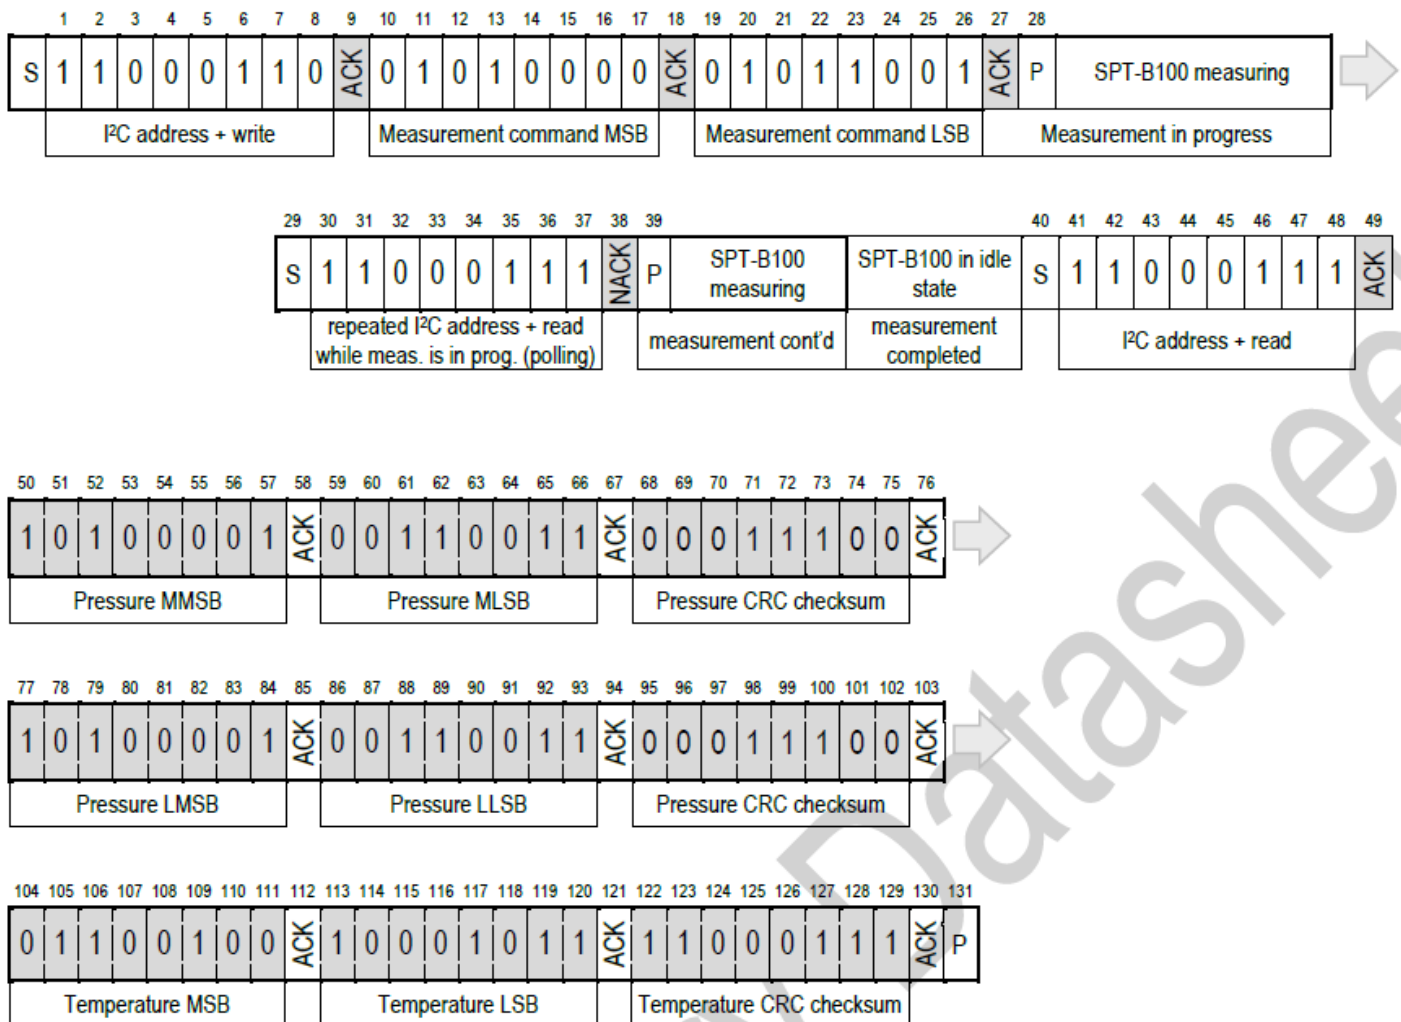 1 2 3 4 5 6 7 8 9 10 11 12 13 14 15 16 17 18 19 20 21 22 23 24 25 26 27 28
S 1 1 0 0 0 1 1 0 ACK 0 1 0 1 0 0 0 0 ACK 0 1 0 1 1 0 0 1 ACK P SPT-B100 measuring
I²C address + write Measurement command MSB Measurement command LSB Measurement in progress
29 30 31 32 33 34 35 36 37 38 39 40 41 42 43 44 45 46 47 48 49
S 1 1 0 0 0 1 1 1 NACK P SPT-B100 measuring SPT-B100 in idle state S 1 1 0 0 0 1 1 1 ACK
repeated I²C address + read
while meas. is in prog. (polling)
measurement cont'd
measurement
completed
I²C address + read
50 51 52 53 54 55 56 57 58 59 60 61 62 63 64 65 66 67 68 69 70 71 72 73 74 75 76
1 0 1 0 0 0 0 1 ACK 0 0 1 1 0 0 1 1 ACK 0 0 0 1 1 1 0 0 ACK
Pressure MMSB Pressure MLSB Pressure CRC checksum
77 78 79 80 81 82 83 84 85 86 87 88 89 90 91 92 93 94 95 96 97 98 99 100 101 102 103
1 0 1 0 0 0 0 1 ACK 0 0 1 1 0 0 1 1 ACK 0 0 0 1 1 1 0 0 ACK
Pressure LMSB Pressure LLSB Pressure CRC checksum
104 105 106 107 108 109 110 111 112 113 114 115 116 117 118 119 120 121 122 123 124 125 126 127 128 129 130 131
0 1 1 0 0 1 0 0 ACK 1 0 0 0 1 0 1 1 ACK 1 1 0 0 0 1 1 1 ACK P
Temperature MSB Temperature LSB Temperature CRC checksum
Datashee